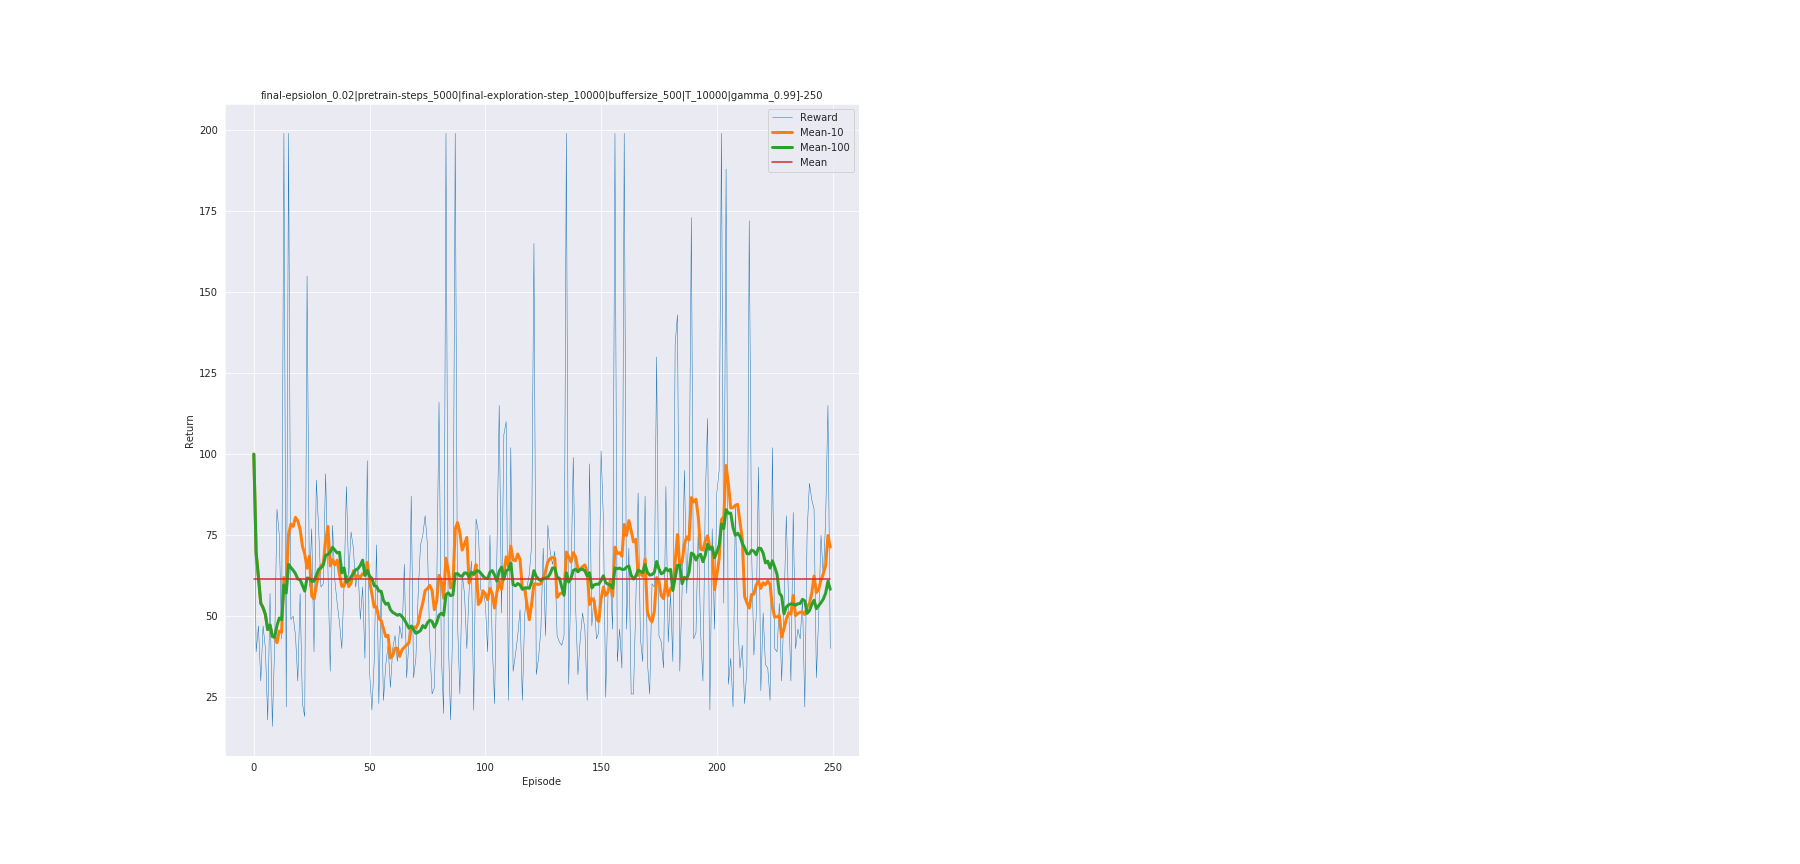 final-epsiolon_0.02|pretrain-steps_5000|final-exploration-step_10000|buffersize_500|T_10000|gamma_0.99]-250
Reward
Mean-10
Mean-100
Mean
200
175
150
125
100
75
50
25
Return
0 50 100 150 200 250
Episode